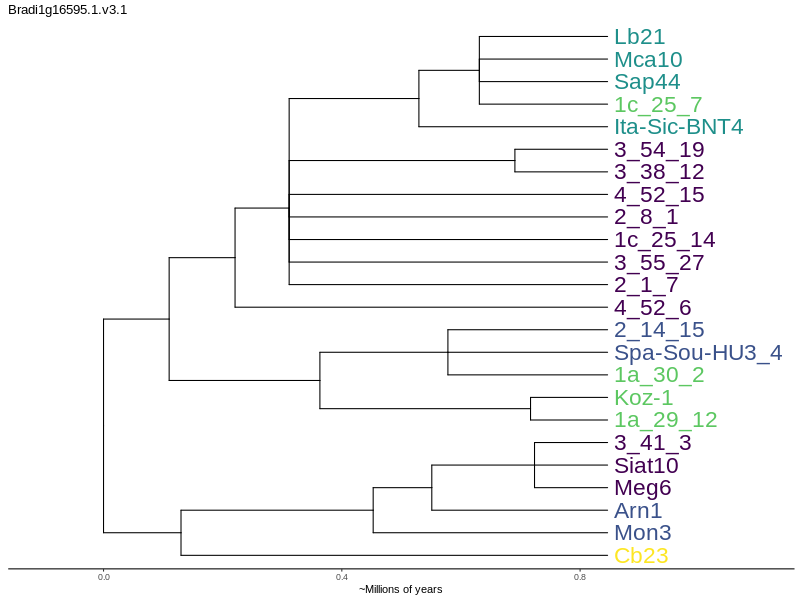 Bradi1g16595.1.v3.1
Lb21
Mca10
Sap44
1c_25_7
Ita-Sic-BNT4
3_54_19
3_38_12
4_52_15
2_8_1
1c_25_14
3_55_27
2_1_7
4_52_6
2_14_15
Spa-Sou-HU3_4
1a_30_2
Koz-1
1a_29_12
3_41_3
Siat10
Meg6
Arn1
Mon3
Cb23
0.0 0.4 0.8
~Millions of years